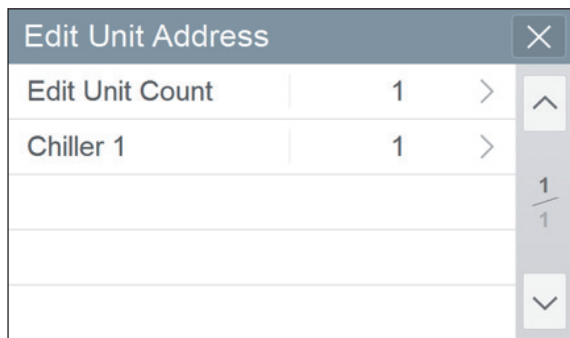 Edit Unit Address
Edit Unit Count 1
Chiller 1 1
1
1